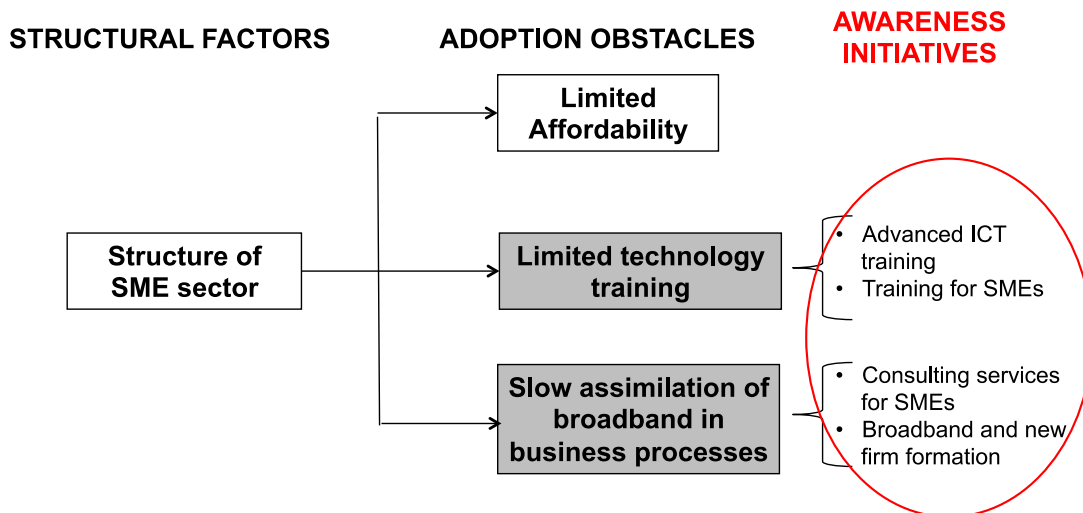 STRUCTURAL FACTORS
ADOPTION OBSTACLES
AWARENESS
INITIATIVES
Limited
Affordability
Structure of
SME sector
Limited technology
training
• Advanced ICT
training
• Training for SMEs
Slow assimilation of
broadband in
business processes
• Consulting services
for SMEs
• Broadband and new
firm formation